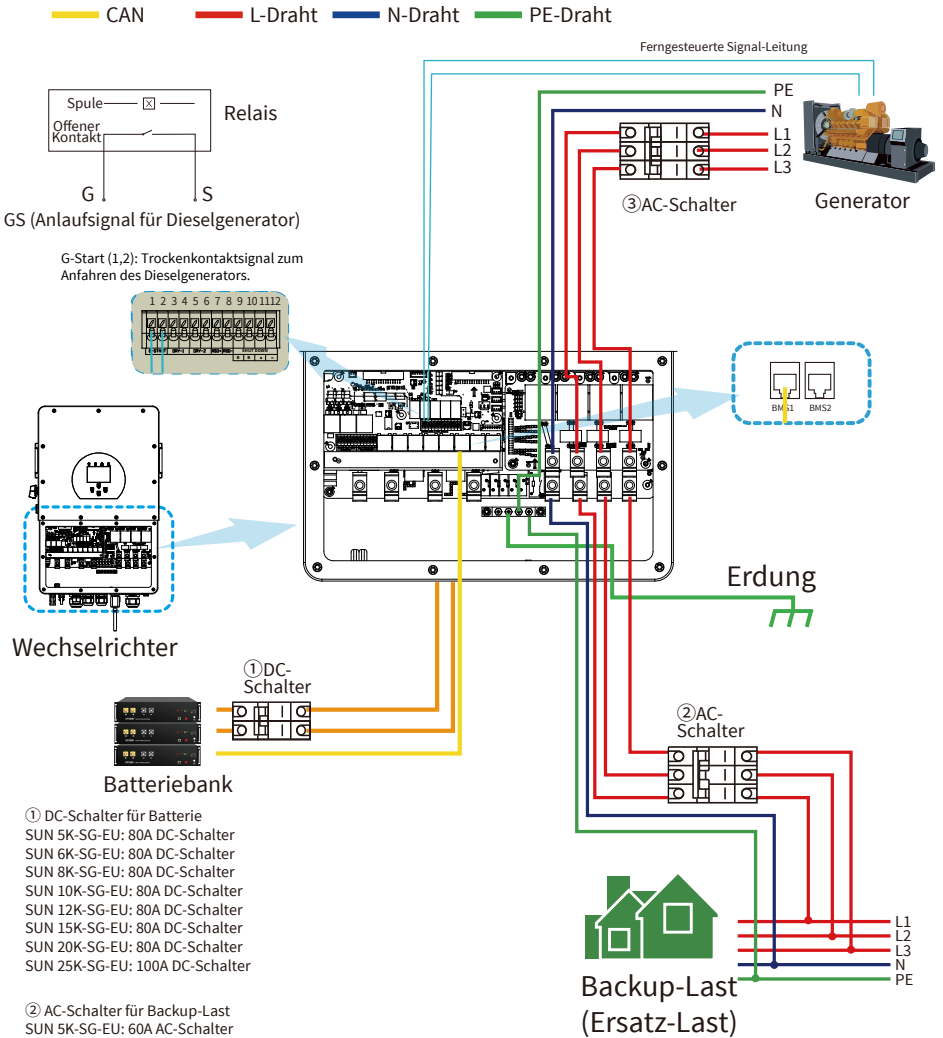 CAN L-Draht N-Draht PE-Draht
Ferngesteuerte Signal-Leitung
Spule
Offener
Kontakt
Relais
G S
GS (Anlaufsignal für Dieselgenerator)
PE
N
L1
L2
L3
③AC-Schalter
Generator
G-Start (1,2): Trockenkontaktsignal zum
Anfahren des Dieselgenerators.
1 2 3 4 5 6 7 8 9 10 11 12
SHUT DOWN
BMS1 BMS2
Wechselrichter
Erdung
①DC-
Schalter
②AC-
Schalter
Batteriebank
① DC-Schalter für Batterie
SUN 5K-SG-EU: 80A DC-Schalter
SUN 6K-SG-EU: 80A DC-Schalter
SUN 8K-SG-EU: 80A DC-Schalter
SUN 10K-SG-EU: 80A DC-Schalter
SUN 12K-SG-EU: 80A DC-Schalter
SUN 15K-SG-EU: 80A DC-Schalter
SUN 20K-SG-EU: 80A DC-Schalter
SUN 25K-SG-EU: 100A DC-Schalter
② AC-Schalter für Backup-Last
SUN 5K-SG-EU: 60A AC-Schalter
L1
L2
L3
N
PE
Backup-Last
(Ersatz-Last)